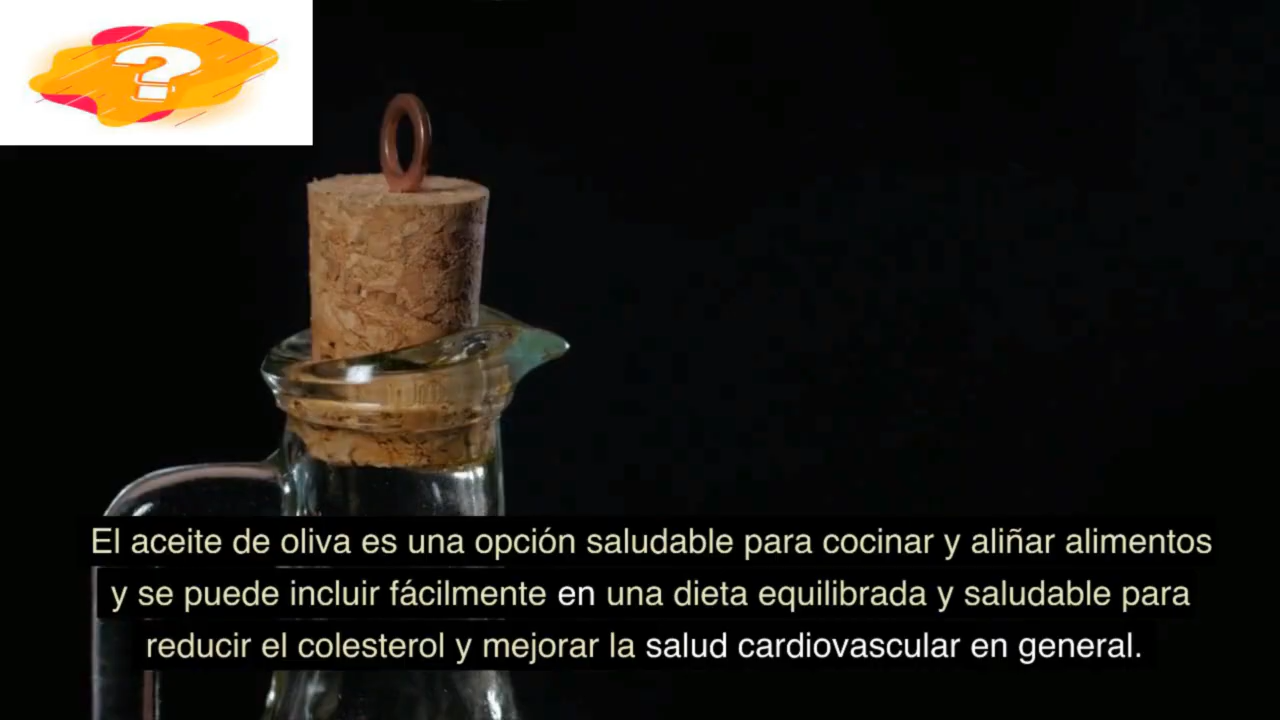 ?
El aceite de oliva es una opción saludable para cocinar y aliñar alimentos
y se puede incluir fácilmente en una dieta equilibrada y saludable para
reducir el colesterol y mejorar la salud cardiovascular en general.